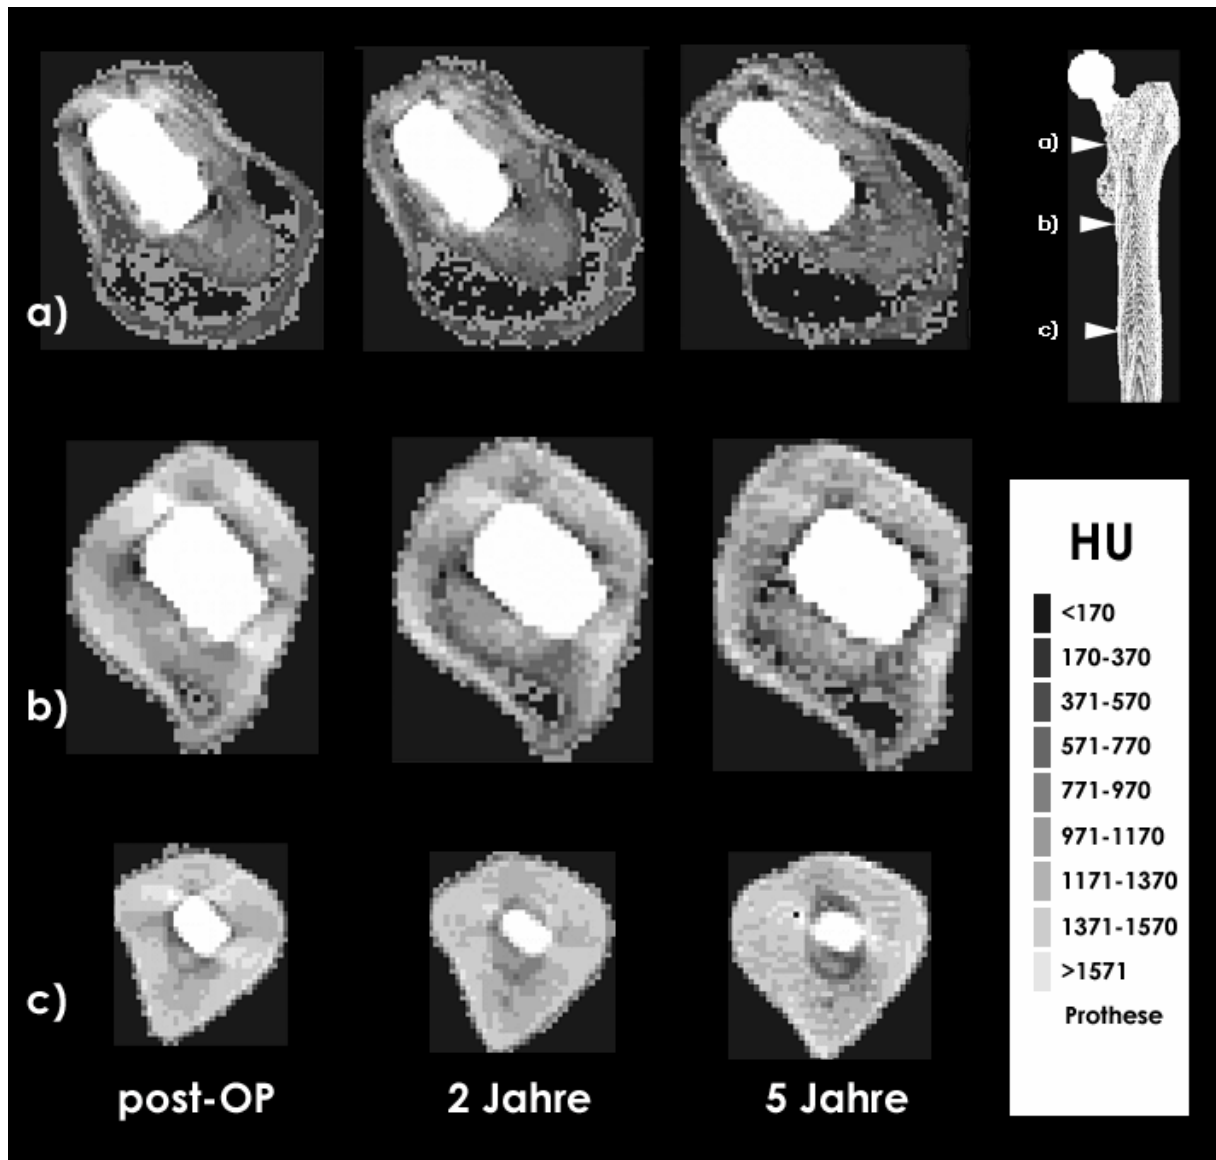 a)
b)
c)
a)
b)
c)
HU
<170
170-370
371-570
571-770
771-970
971-1170
1171-1370
1371-1570
>1571
Prothese
post-OP
2 Jahre
5 Jahre